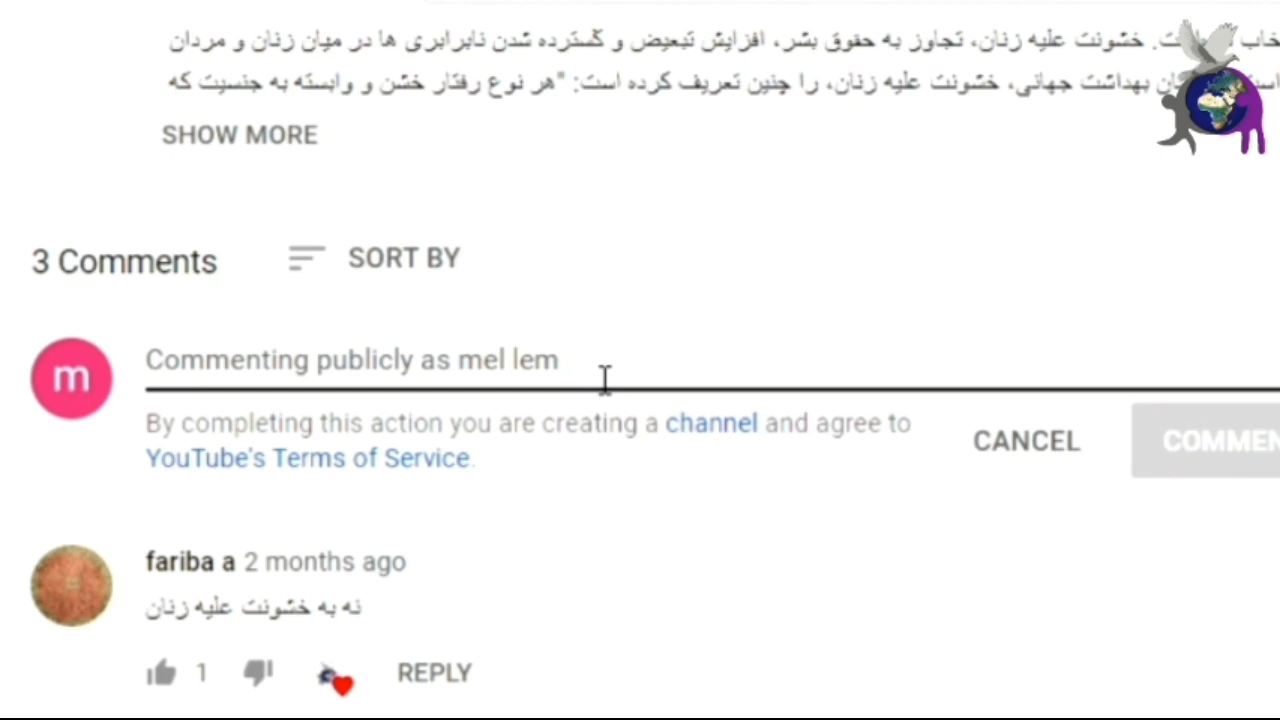 خشونت علیه زنان، تجاوز به حقوق بشر، افزایش تبعیض و گسترده شدن نابرابری ها در میان زنان و مردان
بهداشت جهانی، خشونت علیه زنان، را چنین تعریف کرده است: "هر نوع رفتار خشن و وابسته به جنسیت که
SHOW MORE
3 Comments SORT BY
m
Commenting publicly as mel lem
By completing this action you are creating a channel and agree to
YouTube's Terms of Service.
CANCEL COMMEN
fariba a 2 months ago
نه به خشونت علیه زنان
1 REPLY